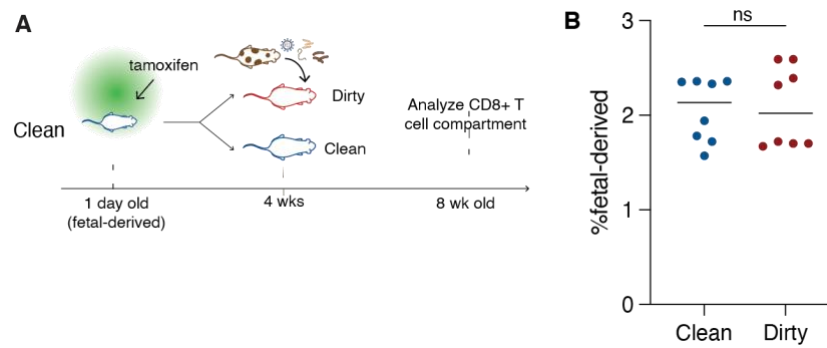 A
tamoxifen
Clean
Dirty
Clean
Analyze CD8+ T
cell compartment
1 day old
(fetal-derived)
4 wks
8 wk old
B
ns
%fetal-derived
3
2
1
0
Clean
Dirty